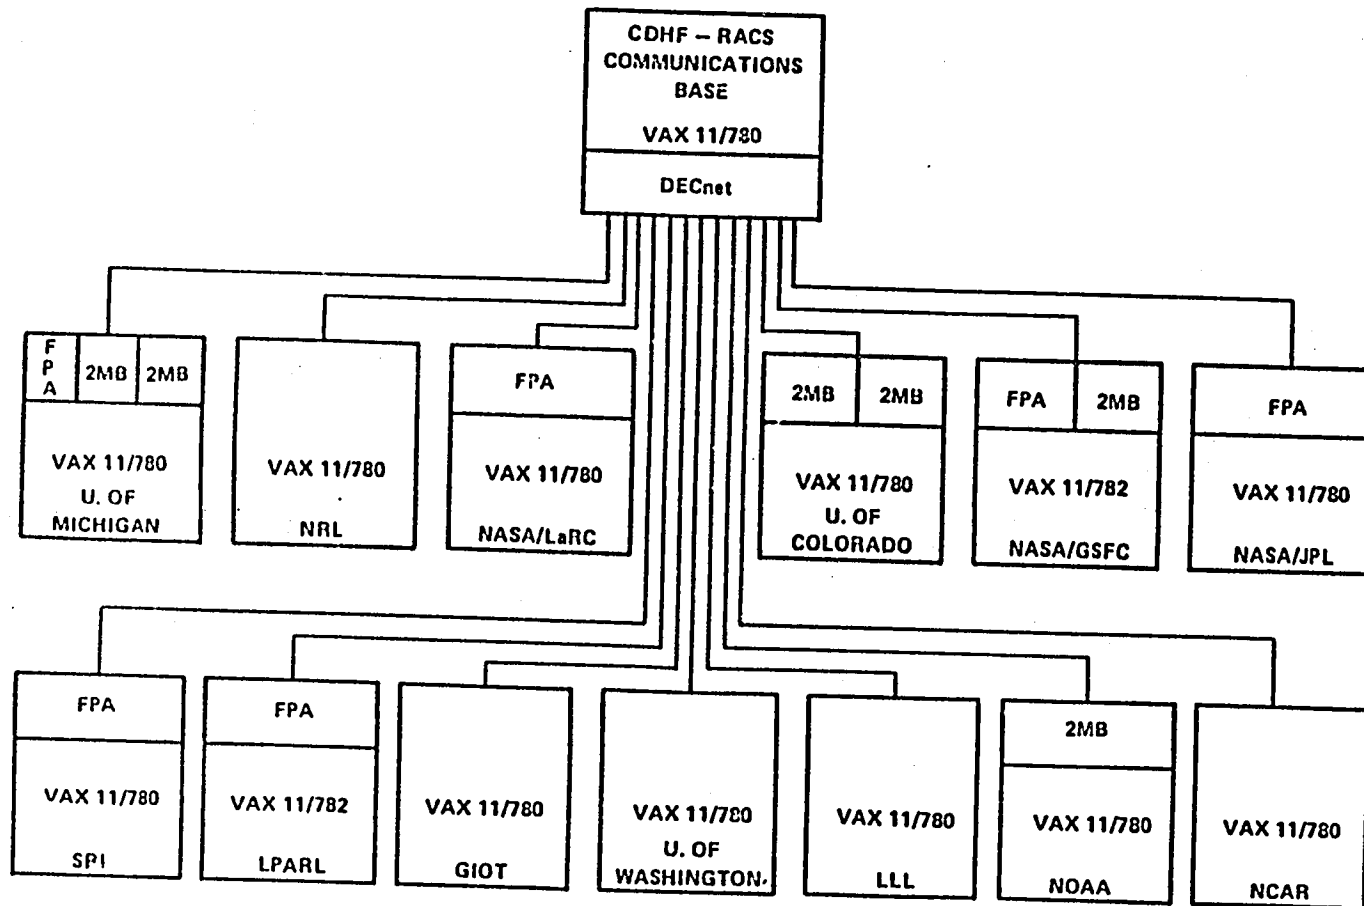 CDHF – RACS
COMMUNICATIONS
BASE
VAX 11/780
DECnet
F
P
A
2MB
2MB
VAX 11/780
U. OF
MICHIGAN
VAX 11/780
NRL
FPA
VAX 11/780
NASA/LaRC
2MB
2MB
VAX 11/780
U. OF
COLORADO
FPA
2MB
VAX 11/782
NASA/GSFC
FPA
VAX 11/780
NASA/JPL
FPA
VAX 11/780
SPI
FPA
VAX 11/782
LPARL
VAX 11/780
GIOT
VAX 11/780
U. OF
WASHINGTON
VAX 11/780
LLL
2MB
VAX 11/780
NOAA
VAX 11/780
NCAR